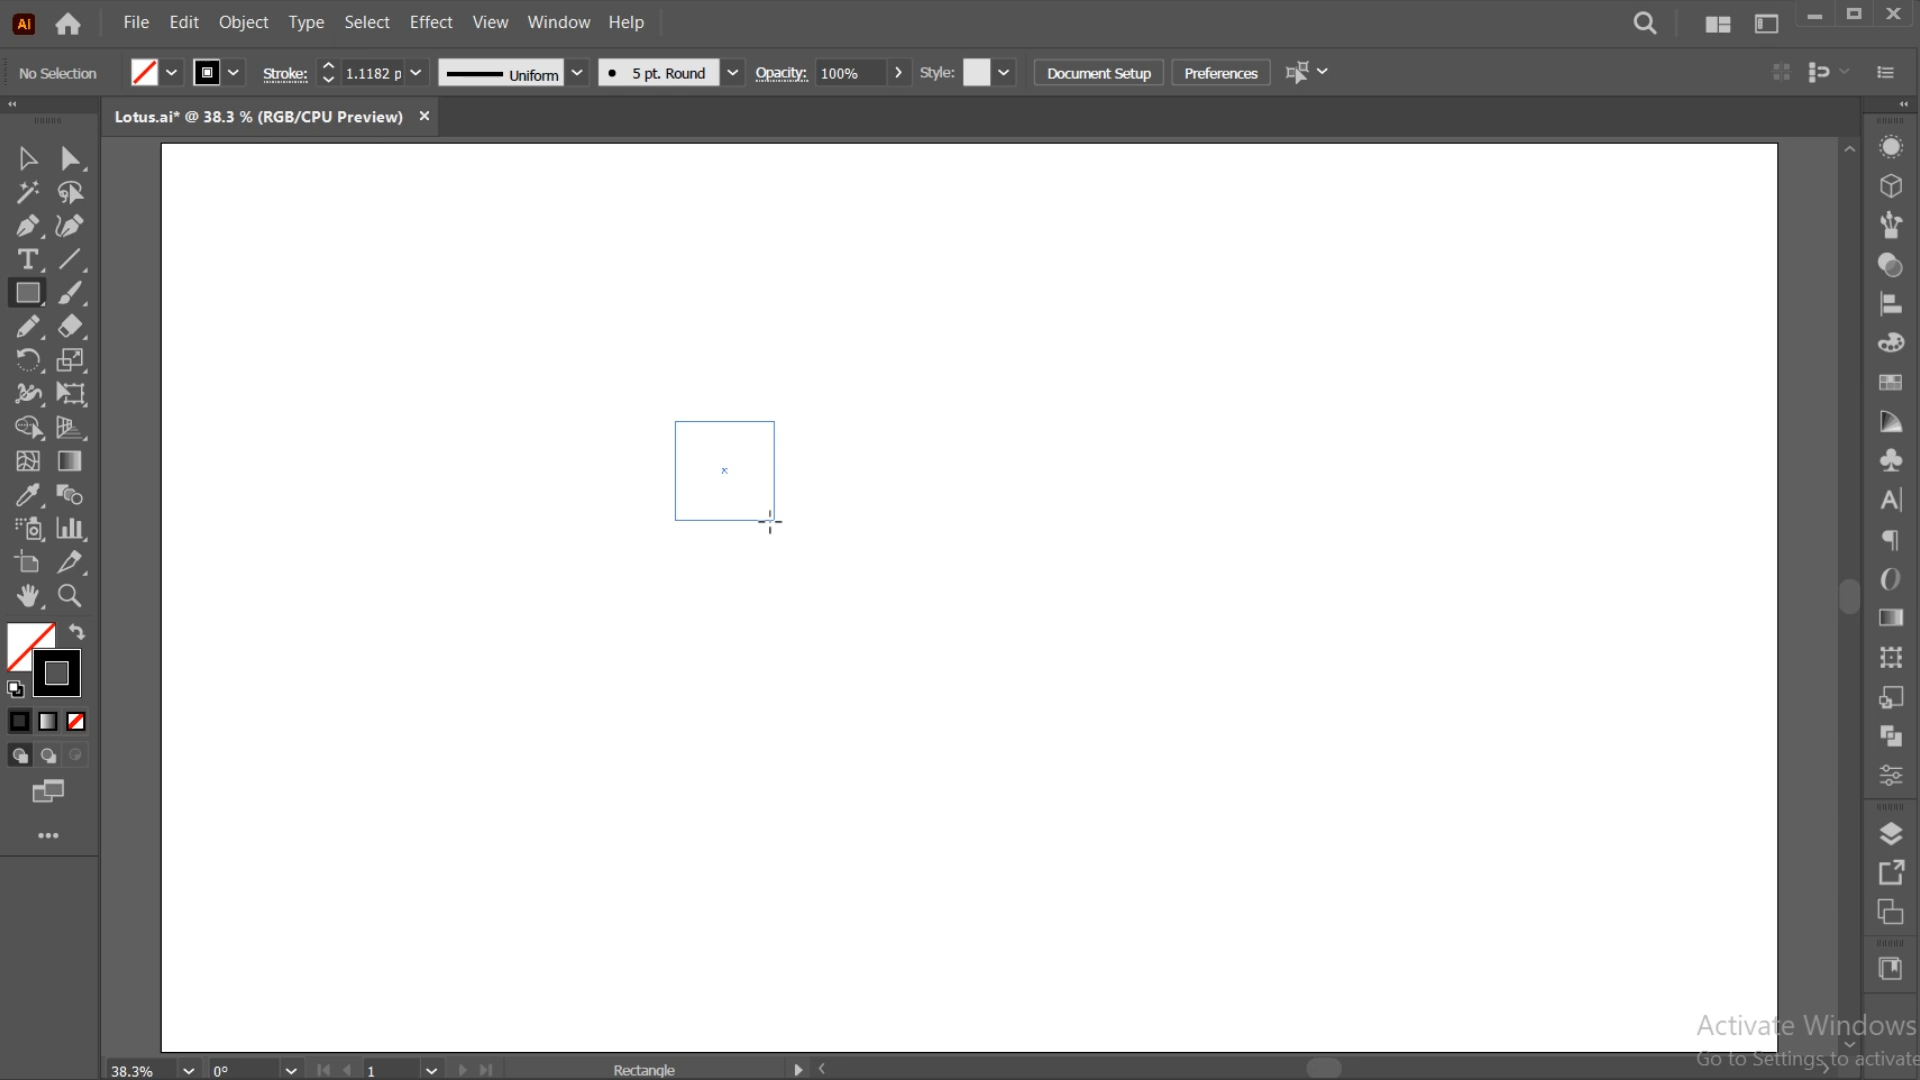 Ai File Edit Object Type Select Effect View Window Help
No Selection Stroke: 1.1182 p Uniform 5 pt. Round Opacity: 100% Style: Document Setup Preferences
Lotus.ai* @ 38.3 % (RGB/CPU Preview)
Activate Windows
Go to Settings to activate
38.3% 0° 1 Rectangle